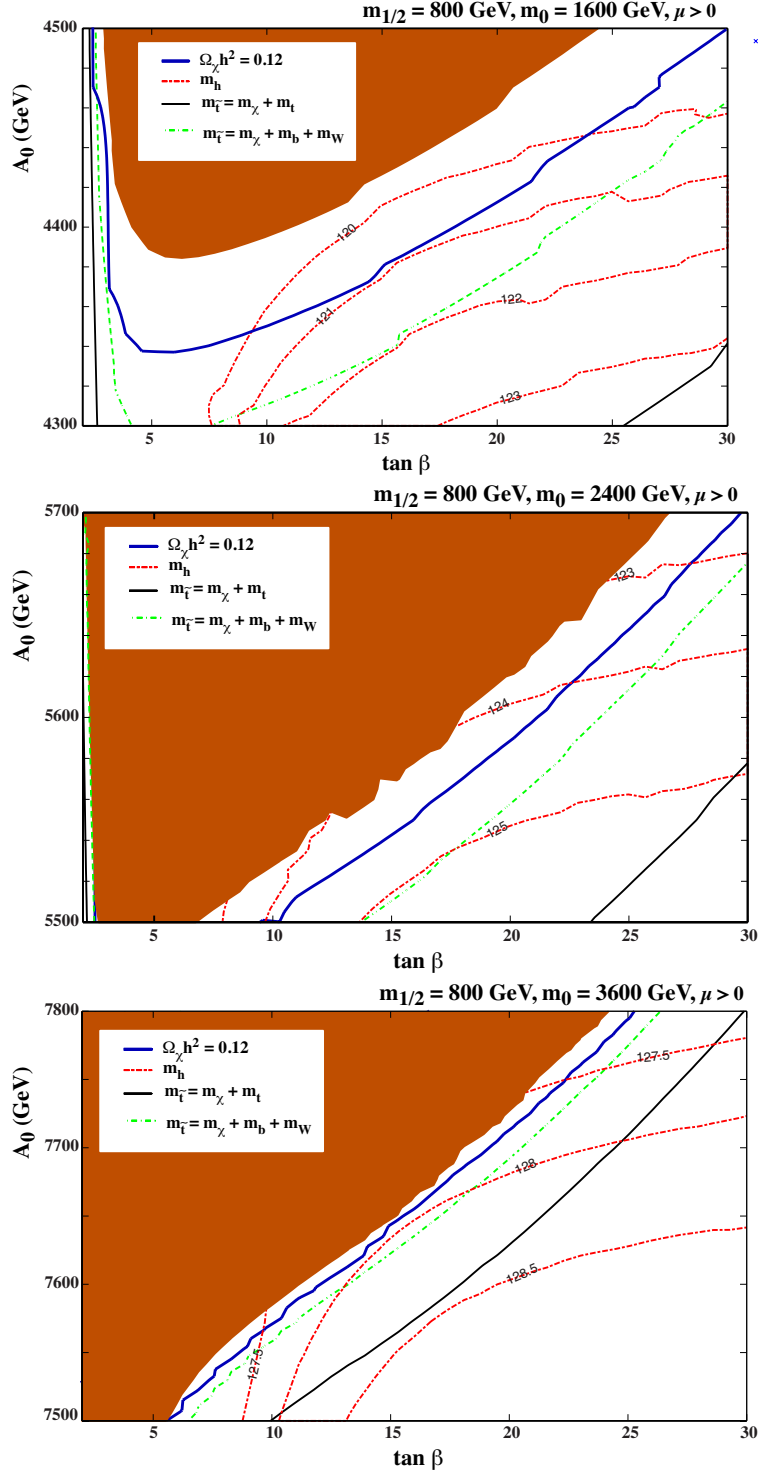 m1/2 = 800 GeV, m0 = 1600 GeV, μ > 0
4500
Ωχh² = 0.12
mh
mt̃ = mχ + mt
mt̃ = mχ + mb + mW
A0 (GeV)
4400
120
121
122
123
4300
5 10 15 20 25 30
tan β
m1/2 = 800 GeV, m0 = 2400 GeV, μ > 0
5700
Ωχh² = 0.12
mh
mt̃ = mχ + mt
mt̃ = mχ + mb + mW
A0 (GeV)
123
5600
124
125
5500
5 10 15 20 25 30
tan β
m1/2 = 800 GeV, m0 = 3600 GeV, μ > 0
7800
Ωχh² = 0.12
mh
mt̃ = mχ + mt
mt̃ = mχ + mb + mW
A0 (GeV)
127.5
7700
128
7600
128.5
127.5
7500
5 10 15 20 25 30
tan β